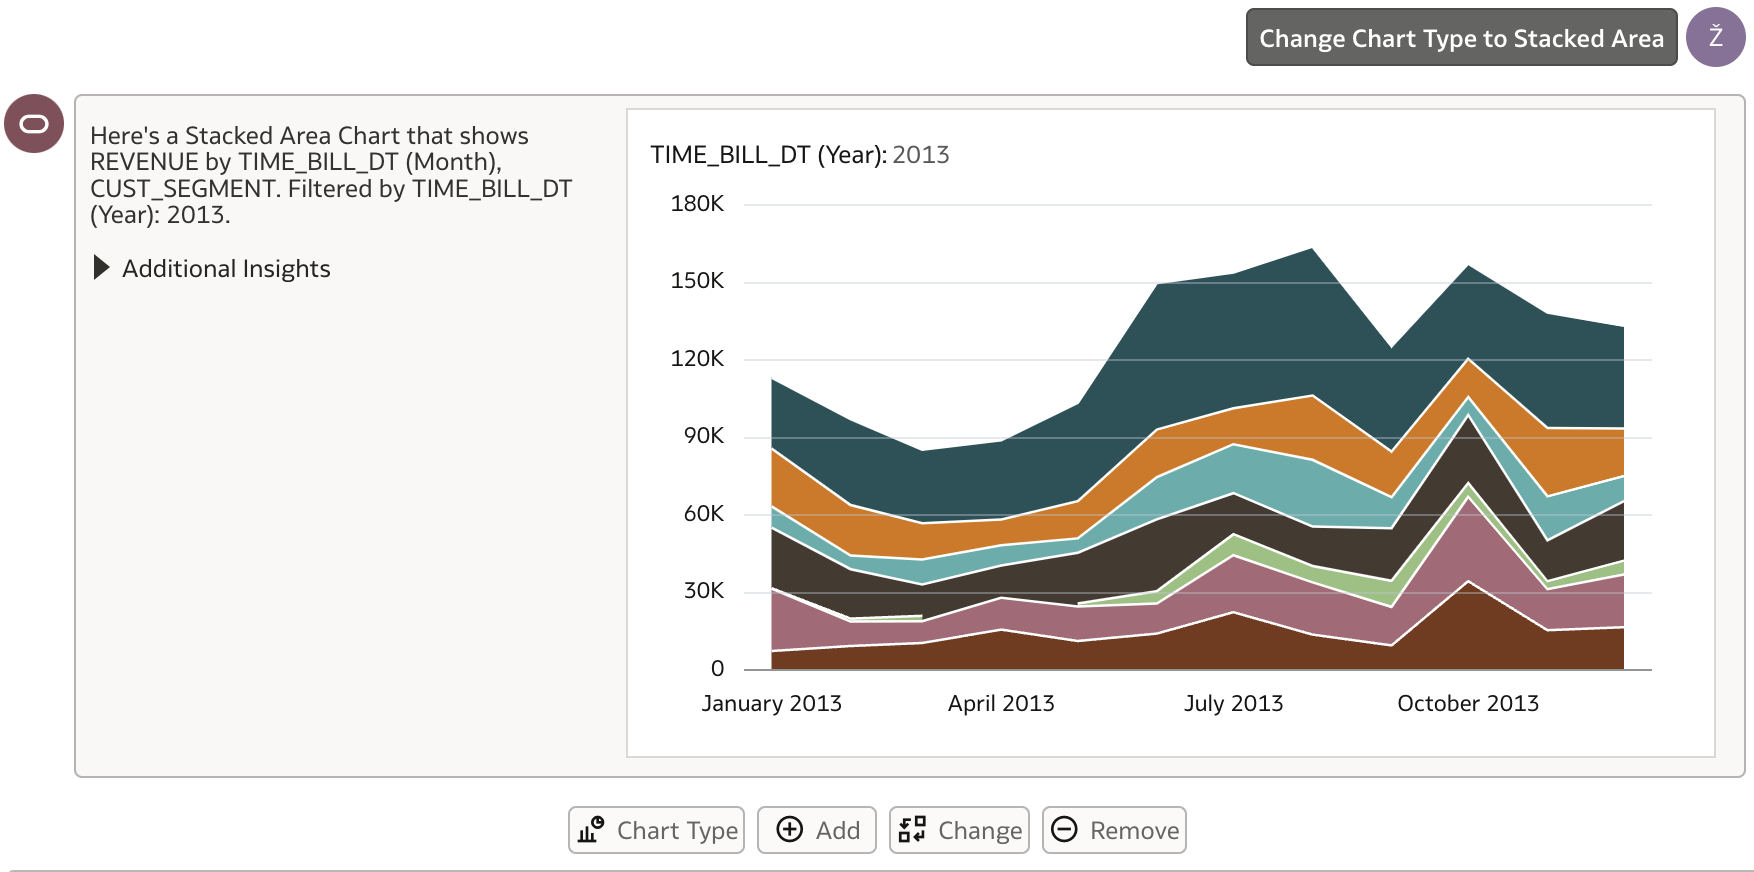 Change Chart Type to Stacked Area
Ž
Here's a Stacked Area Chart that shows
REVENUE by TIME_BILL_DT (Month),
CUST_SEGMENT. Filtered by TIME_BILL_DT
(Year): 2013.
Additional Insights
TIME_BILL_DT (Year): 2013
180K
150K
120K
90K
60K
30K
0
January 2013
April 2013
July 2013
October 2013
Chart Type
Add
Change
Remove